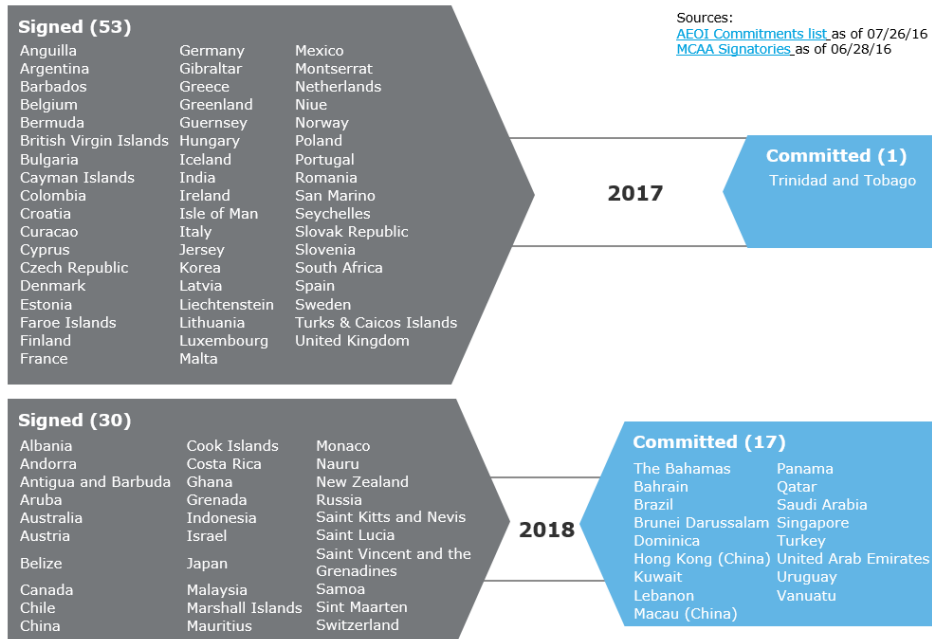 Signed (53)
Anguilla
Argentina
Barbados
Belgium
Bermuda
British Virgin Islands
Bulgaria
Cayman Islands
Colombia
Croatia
Curacao
Cyprus
Czech Republic
Denmark
Estonia
Faroe Islands
Finland
France
Germany
Gibraltar
Greece
Greenland
Guernsey
Hungary
Iceland
India
Ireland
Isle of Man
Italy
Jersey
Korea
Latvia
Liechtenstein
Lithuania
Luxembourg
Malta
Mexico
Montserrat
Netherlands
Niue
Norway
Poland
Portugal
Romania
San Marino
Seychelles
Slovak Republic
Slovenia
South Africa
Spain
Sweden
Turks & Caicos Islands
United Kingdom
Sources:
AEOI Commitments list as of 07/26/16
MCAA Signatories as of 06/28/16
2017
Committed (1)
Trinidad and Tobago
Signed (30)
Albania
Andorra
Antigua and Barbuda
Aruba
Australia
Austria
Belize
Canada
Chile
China
Cook Islands
Costa Rica
Ghana
Grenada
Indonesia
Israel
Japan
Malaysia
Marshall Islands
Mauritius
Monaco
Nauru
New Zealand
Russia
Saint Kitts and Nevis
Saint Lucia
Saint Vincent and the
Grenadines
Samoa
Sint Maarten
Switzerland
2018
Committed (17)
The Bahamas
Bahrain
Brazil
Brunei Darussalam
Dominica
Hong Kong (China)
Kuwait
Lebanon
Macau (China)
Panama
Qatar
Saudi Arabia
Singapore
Turkey
United Arab Emirates
Uruguay
Vanuatu